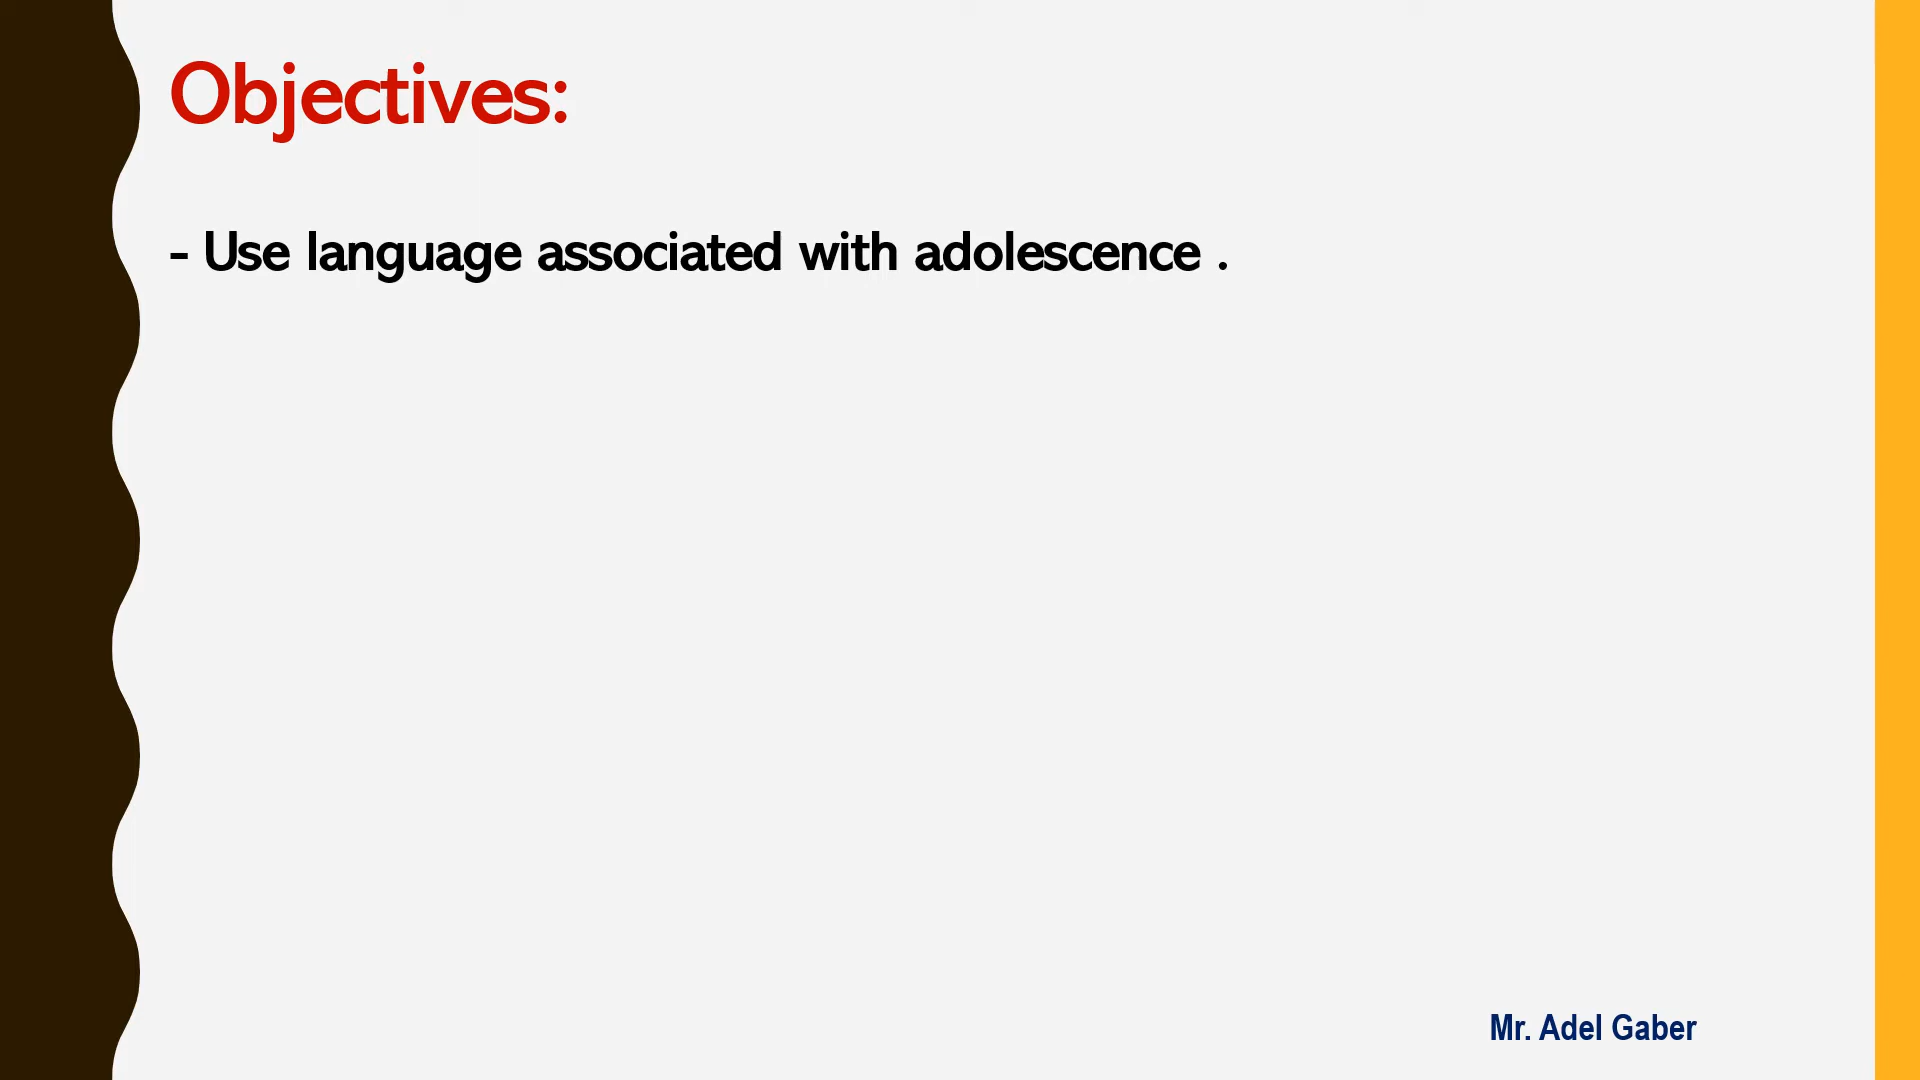 Objectives:
- Use language associated with adolescence .
Mr. Adel Gaber